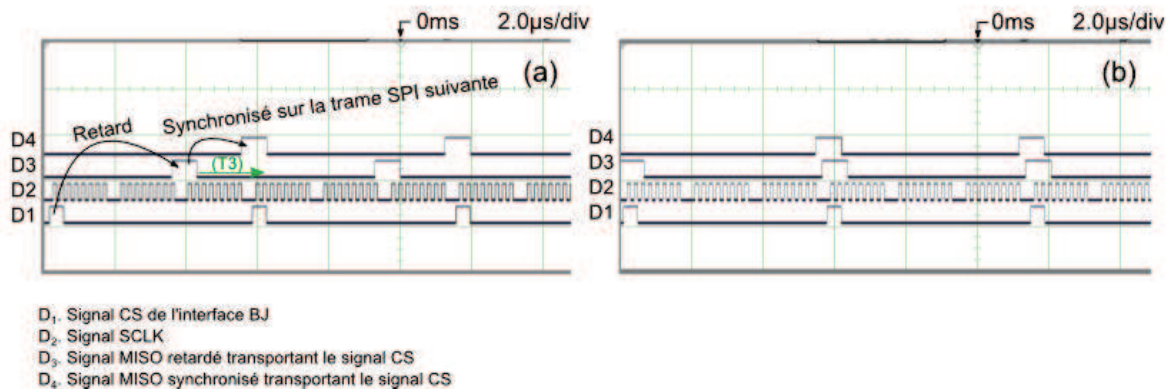 0ms 2.0µs/div
0ms 2.0µs/div
(a)
(b)
Synchronisé sur la trame SPI suivante
Retard
(T3)
D4
D3
D2
D1
D4
D3
D2
D1
D1. Signal CS de l'interface BJ
D2. Signal SCLK
D3. Signal MISO retardé transportant le signal CS
D4. Signal MISO synchronisé transportant le signal CS